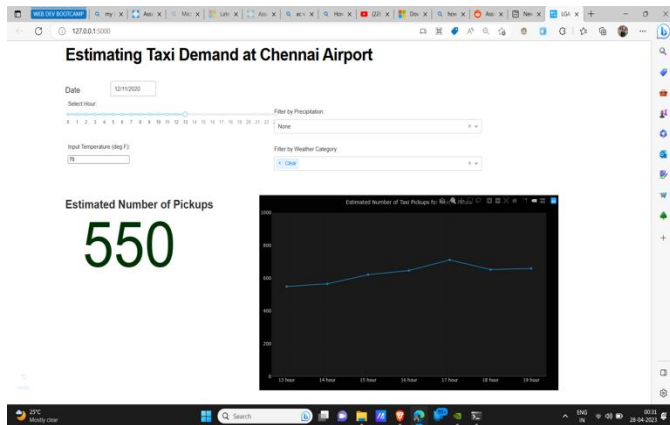 WEB DEV BOOTCAMP
127.0.0.1:5000
Estimating Taxi Demand at Chennai Airport
Date 12/11/2020
Select Hour:
0 1 2 3 4 5 6 7 8 9 10 11 12 13 14 15 16 17 18 19 20 21 22
Filter by Precipitation:
None
Input Temperature (deg F):
78
Filter by Weather Category:
× Clear
Estimated Number of Pickups
550
Estimated Number of Taxi Pickups
1000
800
600
400
200
0
13 hour 14 hour 15 hour 16 hour 17 hour 18 hour 19 hour
25°C
Mostly clear
Search
ENG
IN
00:31
28-04-2023